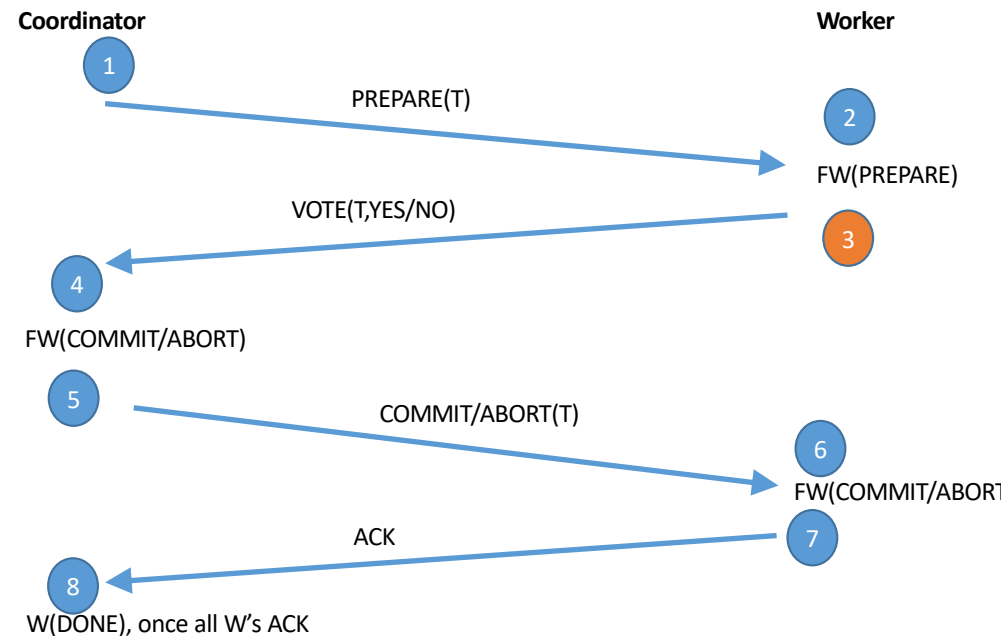 Coordinator
Worker
1
PREPARE(T)
2
FW(PREPARE)
VOTE(T,YES/NO)
3
4
FW(COMMIT/ABORT)
5
COMMIT/ABORT(T)
6
FW(COMMIT/ABORT
ACK
7
8
W(DONE), once all W's ACK